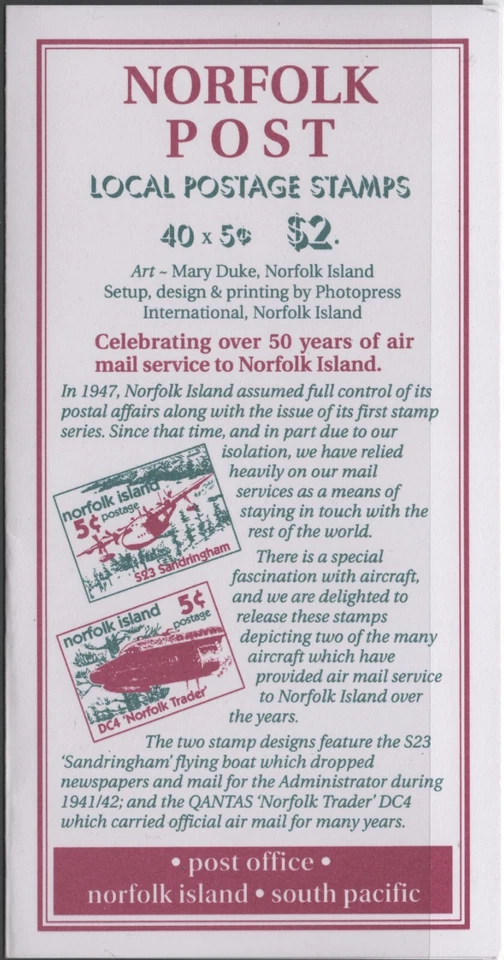 NORFOLK
POST
LOCAL POSTAGE STAMPS
40 x 5¢ $2.
Art ~ Mary Duke, Norfolk Island
Setup, design & printing by Photopress
International, Norfolk Island
Celebrating over 50 years of air
mail service to Norfolk Island.
In 1947, Norfolk Island assumed full control of its
postal affairs along with the issue of its first stamp
series. Since that time, and in part due to our
isolation, we have relied
heavily on our mail
services as a means of
staying in touch with the
rest of the world.
norfolk island
5¢ postage
S23 Sandringham
There is a special
fascination with aircraft,
and we are delighted to
release these stamps
depicting two of the many
aircraft which have
provided air mail service
to Norfolk Island over
the years.
norfolk island 5¢
postage
DC4 'Norfolk Trader'
The two stamp designs feature the S23
'Sandringham' flying boat which dropped
newspapers and mail for the Administrator during
1941/42; and the QANTAS 'Norfolk Trader' DC4
which carried official air mail for many years.
• post office •
norfolk island • south pacific